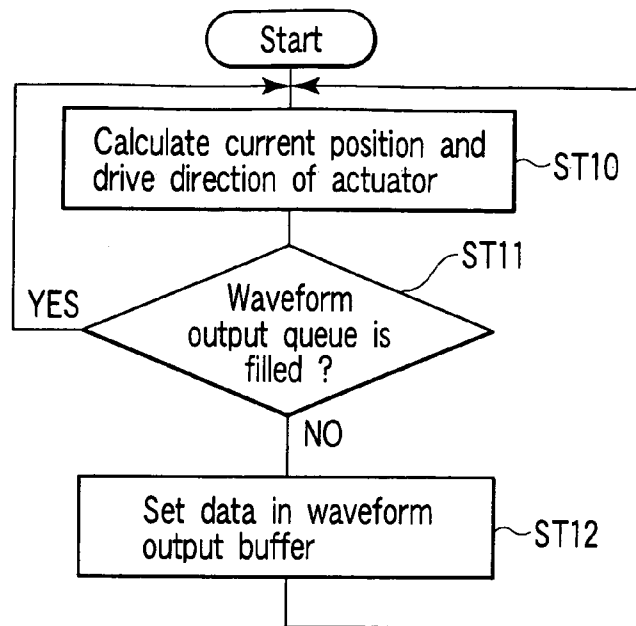 Start
Calculate current position and
drive direction of actuator
ST10
ST11
YES
Waveform
output queue is
filled ?
NO
Set data in waveform
output buffer
ST12